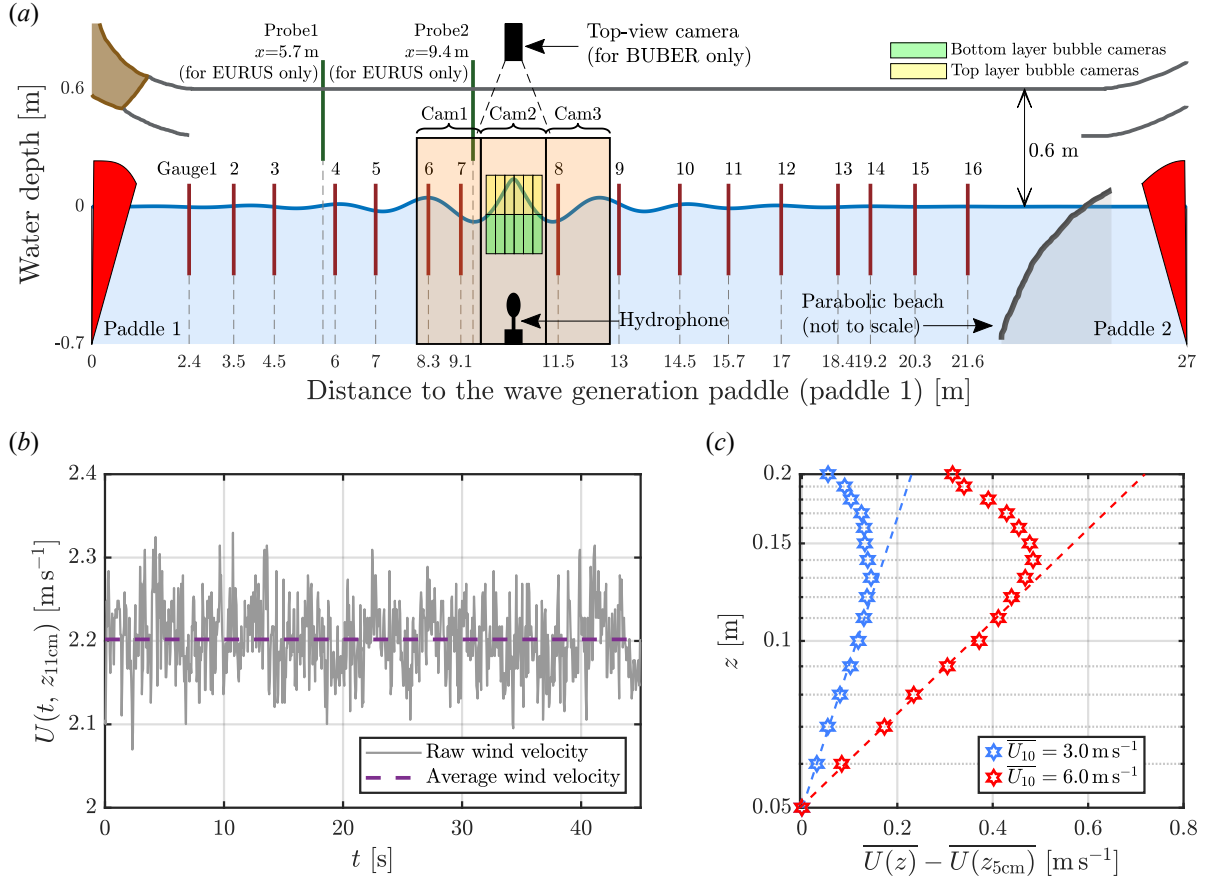 (a)
Probe1
x=5.7 m
(for EURUS only)
Probe2
x=9.4 m
(for EURUS only)
Top-view camera
(for BUBER only)
Bottom layer bubble cameras
Top layer bubble cameras
Water depth [m]
0.6
0
-0.7
Cam1
Cam2
Cam3
0.6 m
Gauge1 2 3 4 5 6 7 8 9 10 11 12 13 14 15 16
Paddle 1
Hydrophone
Parabolic beach
(not to scale)
Paddle 2
0 2.4 3.5 4.5 6 7 8.3 9.1 11.5 13 14.5 15.7 17 18.4 19.2 20.3 21.6 27
Distance to the wave generation paddle (paddle 1) [m]
(b)
U(t, z11cm) [m s−1]
2.4
2.3
2.2
2.1
2
Raw wind velocity
Average wind velocity
0 10 20 30 40
t [s]
(c)
z [m]
0.2
0.15
0.1
0.05
U10 = 3.0 m s−1
U10 = 6.0 m s−1
0 0.2 0.4 0.6 0.8
U(z) − U(z5cm) [m s−1]